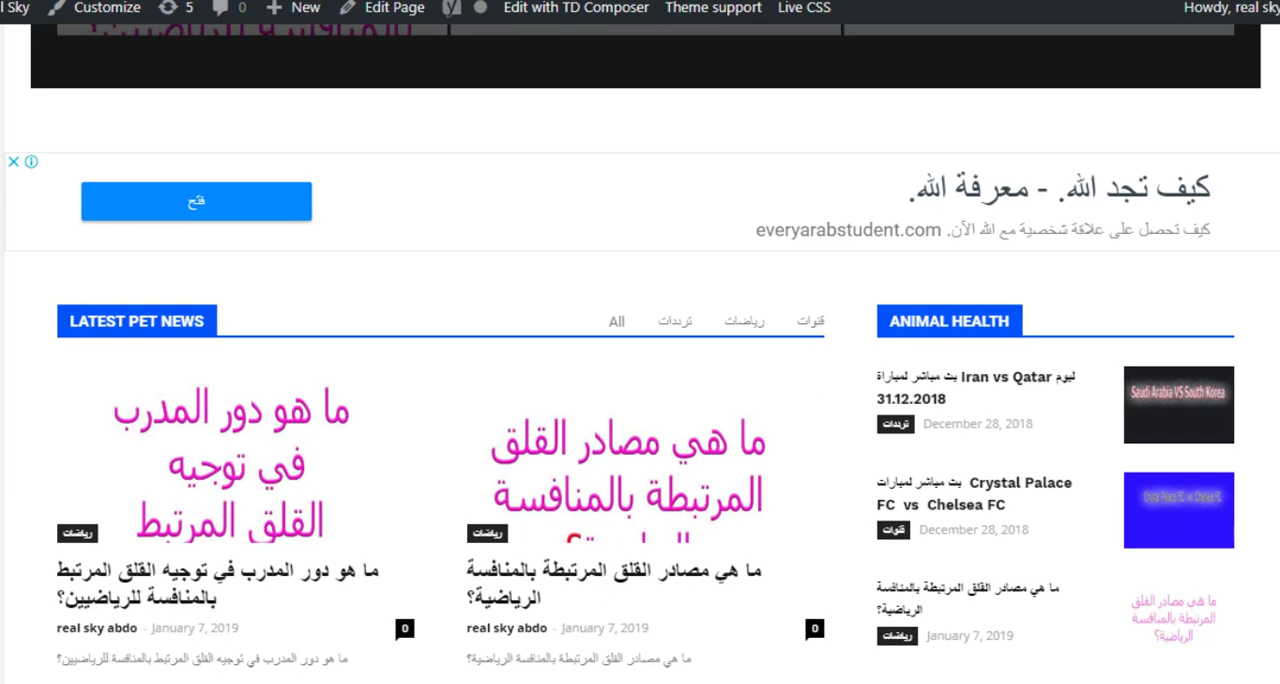 l Sky Customize 5 0 New Edit Page Edit with TD Composer Theme support Live CSS Howdy, real sky
كيف تجد الله. - معرفة الله.
فتح
كيف تحصل على علاقة شخصية مع الله الآن. everyarabstudent.com
LATEST PET NEWS
All ترددات رياضات قنوات
ما هو دور المدرب
في توجيه
القلق المرتبط
رياضات
ما هو دور المدرب في توجيه القلق المرتبط
بالمنافسة للرياضيين؟
real sky abdo - January 7, 2019
0
ما هو دور المدرب في توجيه القلق المرتبط بالمنافسة للرياضيين؟
ما هي مصادر القلق
المرتبطة بالمنافسة
رياضات
ما هي مصادر القلق المرتبطة بالمنافسة
الرياضية؟
real sky abdo - January 7, 2019
0
ما هي مصادر القلق المرتبطة بالمنافسة الرياضية؟
ANIMAL HEALTH
بث مباشر لمباراة Iran vs Qatar ليوم
31.12.2018
ترددات December 28, 2018
Saudi Arabia VS South Korea
بث مباشر لمبارات Crystal Palace
FC vs Chelsea FC
قنوات December 28, 2018
Crystal Palace FC vs Chelsea FC
ما هي مصادر القلق المرتبطة بالمنافسة
الرياضية؟
رياضات January 7, 2019
ما هي مصادر القلق
المرتبطة بالمنافسة
الرياضية؟